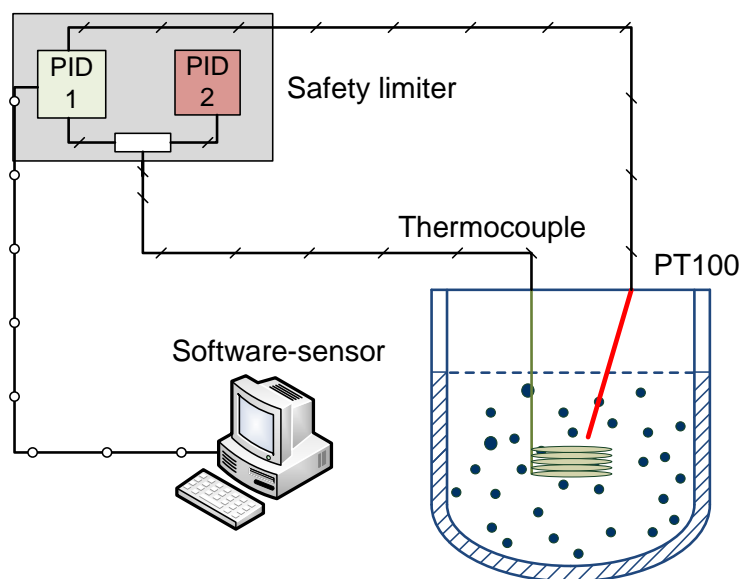 PID
1
PID
2
Safety limiter
Thermocouple
PT100
Software-sensor